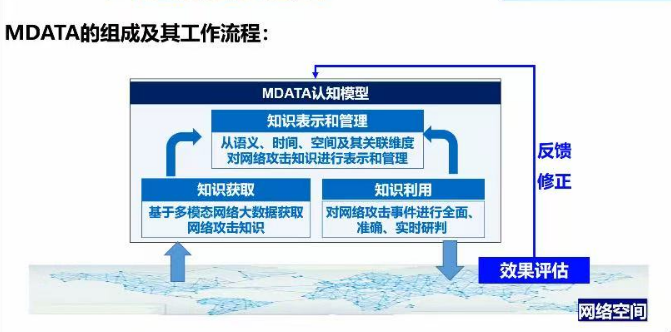 MDATA的组成及其工作流程：
MDATA认知模型
知识表示和管理
从语义、时间、空间及其关联维度
对网络攻击知识进行表示和管理
反馈
修正
知识获取
基于多模态网络大数据获取
网络攻击知识
知识利用
对网络攻击事件进行全面、
准确、实时研判
效果评估
网络空间